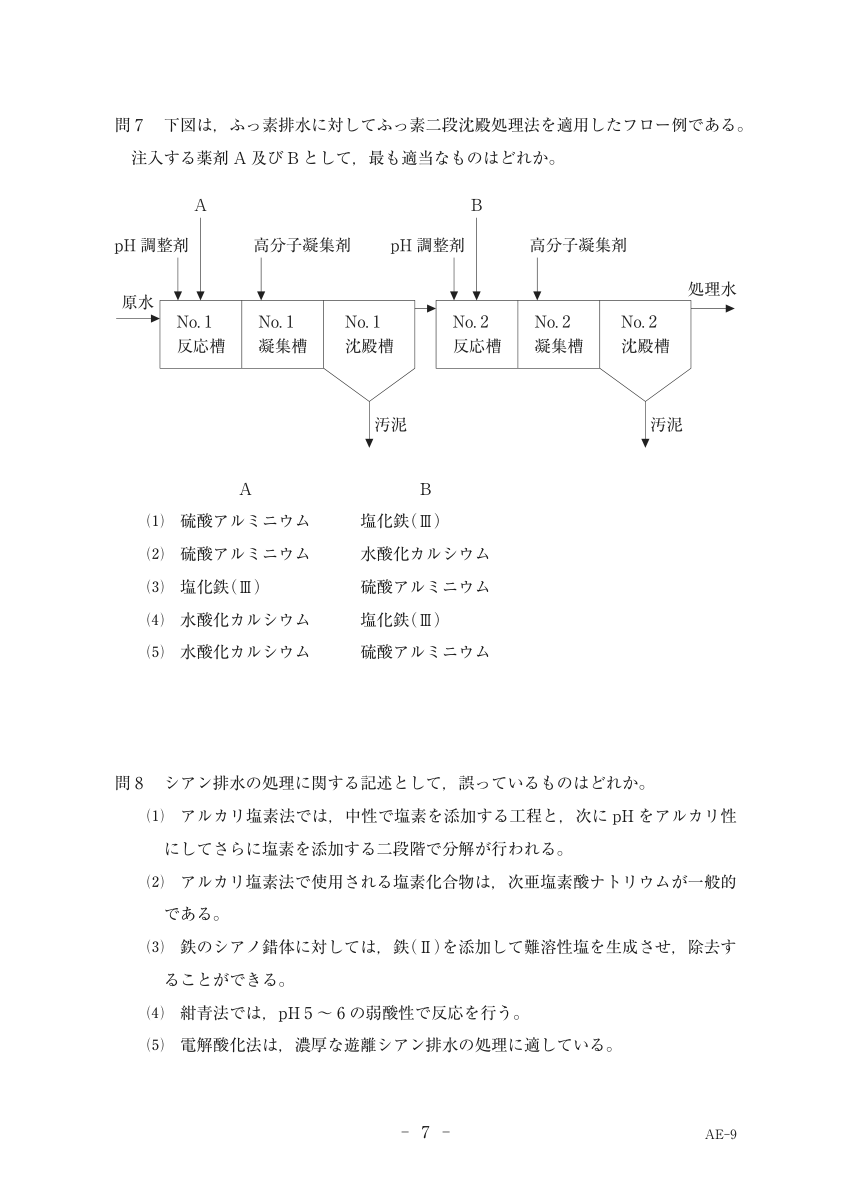 問７　下図は，ふっ素排水に対してふっ素二段沈殿処理法を適用したフロー例である。
注入する薬剤 A 及び B として，最も適当なものはどれか。
A
B
pH 調整剤
高分子凝集剤
pH 調整剤
高分子凝集剤
原水
処理水
No.1
反応槽
No.1
凝集槽
No.1
沈殿槽
No.2
反応槽
No.2
凝集槽
No.2
沈殿槽
汚泥
汚泥
A　B
⑴　硫酸アルミニウム　塩化鉄(Ⅲ)
⑵　硫酸アルミニウム　水酸化カルシウム
⑶　塩化鉄(Ⅲ)　硫酸アルミニウム
⑷　水酸化カルシウム　塩化鉄(Ⅲ)
⑸　水酸化カルシウム　硫酸アルミニウム
問８　シアン排水の処理に関する記述として，誤っているものはどれか。
⑴　アルカリ塩素法では，中性で塩素を添加する工程と，次に pH をアルカリ性
にしてさらに塩素を添加する二段階で分解が行われる。
⑵　アルカリ塩素法で使用される塩素化合物は，次亜塩素酸ナトリウムが一般的
である。
⑶　鉄のシアノ錯体に対しては，鉄(Ⅱ)を添加して難溶性塩を生成させ，除去す
ることができる。
⑷　紺青法では，pH５～６の弱酸性で反応を行う。
⑸　電解酸化法は，濃厚な遊離シアン排水の処理に適している。
- 7 -
AE-9